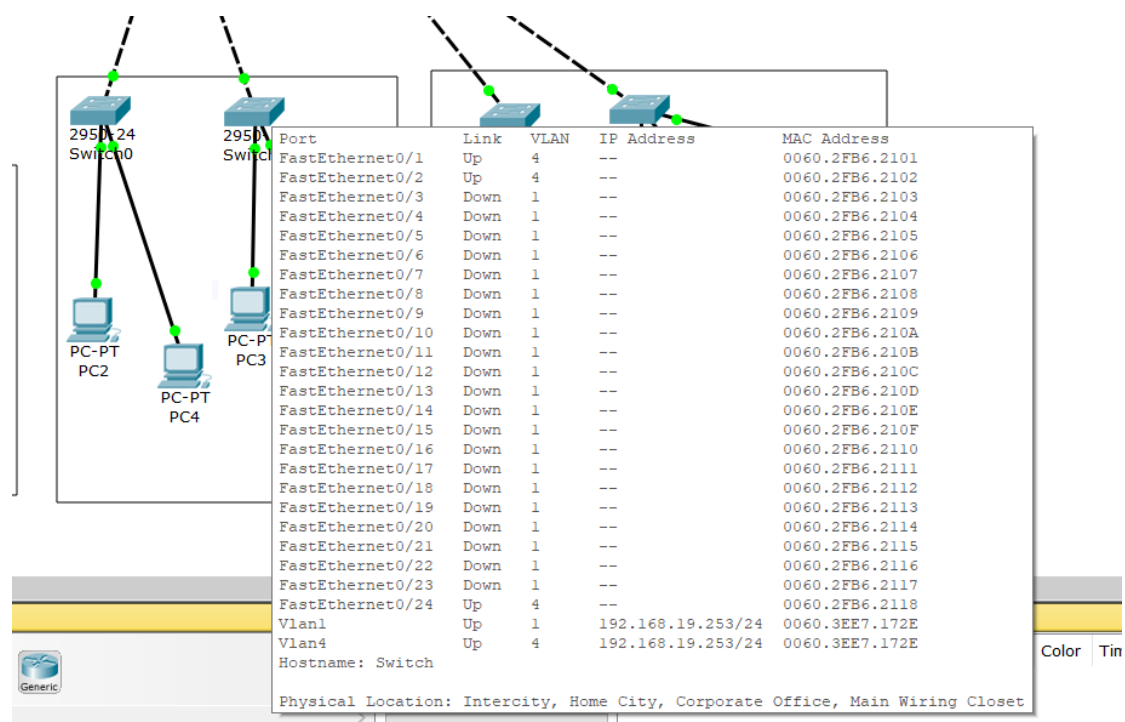 2950-24
Switch0
2950-
Switch
PC-PT
PC2
PC-PT
PC4
PC-PT
PC3
Port Link VLAN IP Address MAC Address
FastEthernet0/1 Up 4 -- 0060.2FB6.2101
FastEthernet0/2 Up 4 -- 0060.2FB6.2102
FastEthernet0/3 Down 1 -- 0060.2FB6.2103
FastEthernet0/4 Down 1 -- 0060.2FB6.2104
FastEthernet0/5 Down 1 -- 0060.2FB6.2105
FastEthernet0/6 Down 1 -- 0060.2FB6.2106
FastEthernet0/7 Down 1 -- 0060.2FB6.2107
FastEthernet0/8 Down 1 -- 0060.2FB6.2108
FastEthernet0/9 Down 1 -- 0060.2FB6.2109
FastEthernet0/10 Down 1 -- 0060.2FB6.210A
FastEthernet0/11 Down 1 -- 0060.2FB6.210B
FastEthernet0/12 Down 1 -- 0060.2FB6.210C
FastEthernet0/13 Down 1 -- 0060.2FB6.210D
FastEthernet0/14 Down 1 -- 0060.2FB6.210E
FastEthernet0/15 Down 1 -- 0060.2FB6.210F
FastEthernet0/16 Down 1 -- 0060.2FB6.2110
FastEthernet0/17 Down 1 -- 0060.2FB6.2111
FastEthernet0/18 Down 1 -- 0060.2FB6.2112
FastEthernet0/19 Down 1 -- 0060.2FB6.2113
FastEthernet0/20 Down 1 -- 0060.2FB6.2114
FastEthernet0/21 Down 1 -- 0060.2FB6.2115
FastEthernet0/22 Down 1 -- 0060.2FB6.2116
FastEthernet0/23 Down 1 -- 0060.2FB6.2117
FastEthernet0/24 Up 4 -- 0060.2FB6.2118
Vlan1 Up 1 192.168.19.253/24 0060.3EE7.172E
Vlan4 Up 4 192.168.19.253/24 0060.3EE7.172E
Hostname: Switch
Physical Location: Intercity, Home City, Corporate Office, Main Wiring Closet
Color Tim
Generic